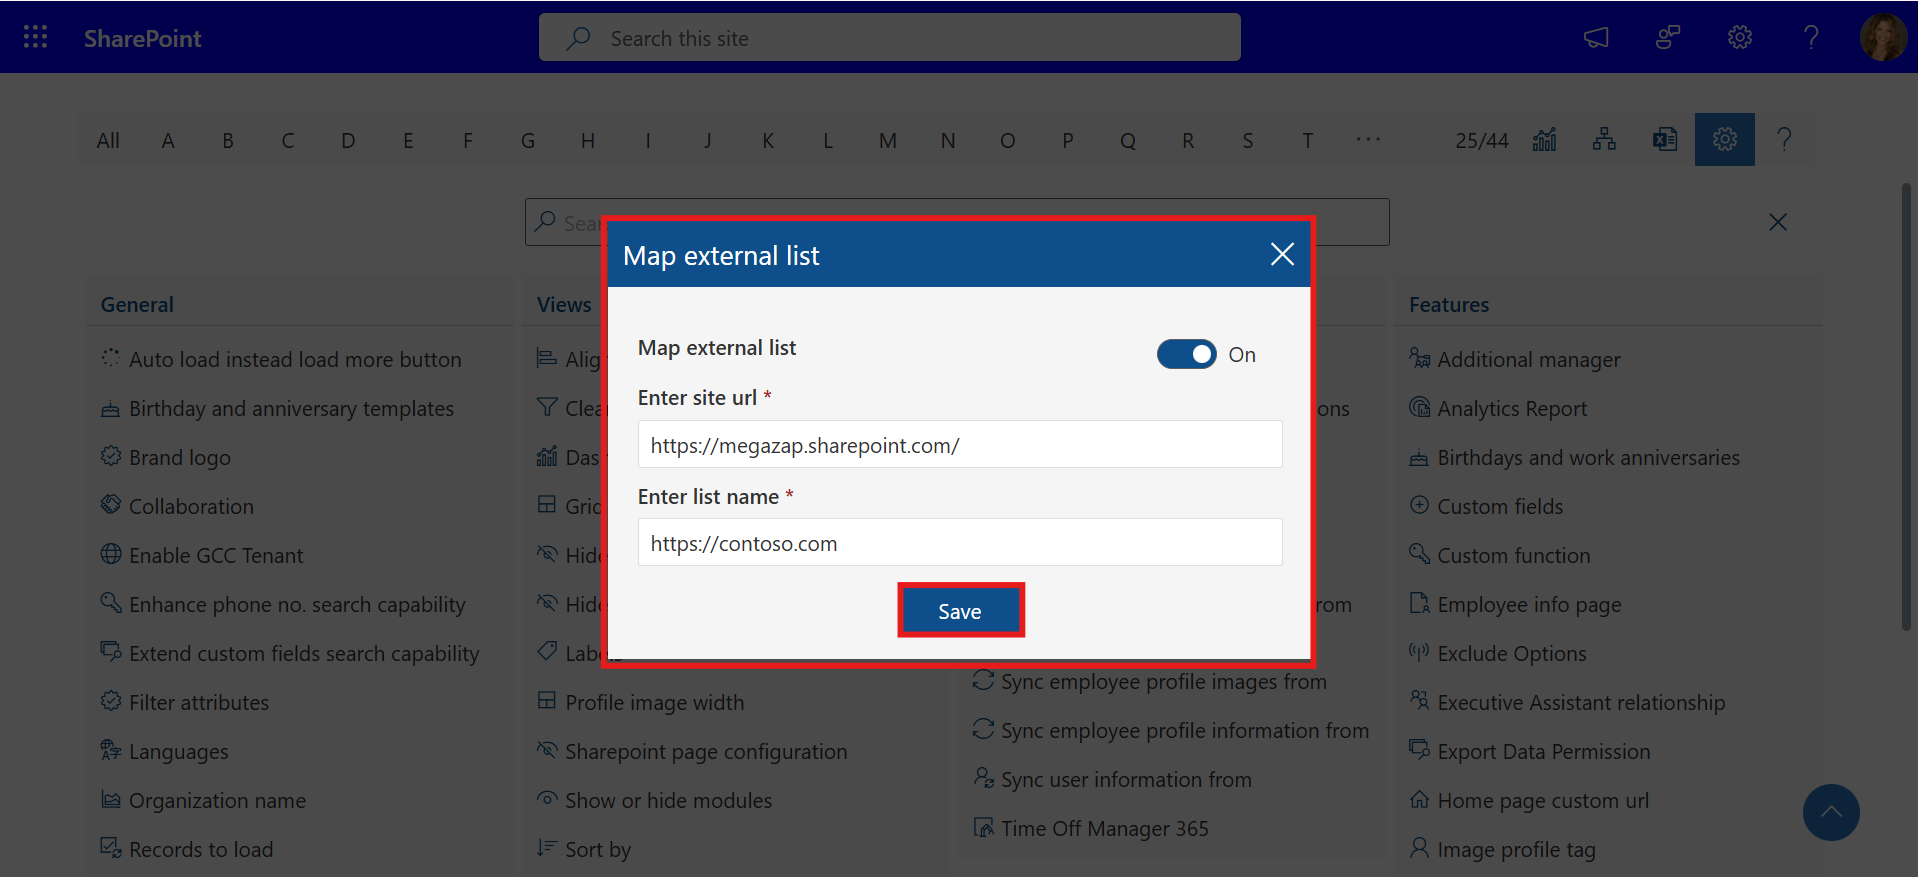 SharePoint
Search this site
All A B C D E F G H I J K L M N O P Q R S T ··· 25/44 ?
Sear
Map external list
Map external list On
Enter site url *
https://megazap.sharepoint.com/
Enter list name *
https://contoso.com
Save
General
Auto load instead load more button
Birthday and anniversary templates
Brand logo
Collaboration
Enable GCC Tenant
Enhance phone no. search capability
Extend custom fields search capability
Filter attributes
Languages
Organization name
Records to load
Views
Alig
Clea
Das
Grid
Hide
Hide
Labels
Profile image width
Sharepoint page configuration
Show or hide modules
Sort by
ons
rom
Sync employee profile images from
Sync employee profile information from
Sync user information from
Time Off Manager 365
Features
Additional manager
Analytics Report
Birthdays and work anniversaries
Custom fields
Custom function
Employee info page
Exclude Options
Executive Assistant relationship
Export Data Permission
Home page custom url
Image profile tag